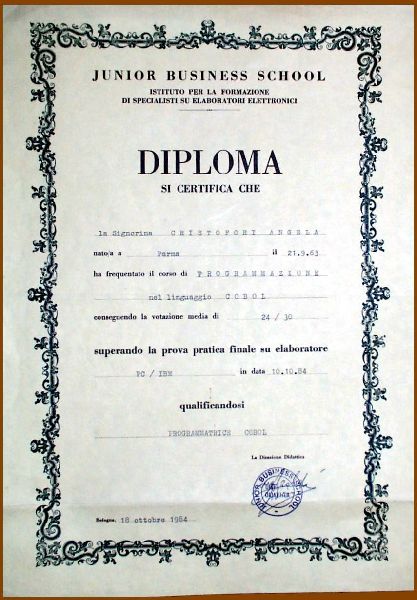 JUNIOR BUSINESS SCHOOL
ISTITUTO PER LA FORMAZIONE
DI SPECIALISTI SU ELABORATORI ELETTRONICI
DIPLOMA
SI CERTIFICA CHE
la Signorina CRISTOFORI ANGELA
nato/a a Parma il 21.9.63
ha frequentato il corso di PROGRAMMAZIONE
nel linguaggio COBOL
conseguendo la votazione media di 24 / 30
superando la prova pratica finale su elaboratore
PC / IBM in data 10.10.84
qualificandosi
PROGRAMMATRICE COBOL
La Direzione Didattica
JUNIOR BUSINESS SCHOOL
Bologna, 18 ottobre 1984